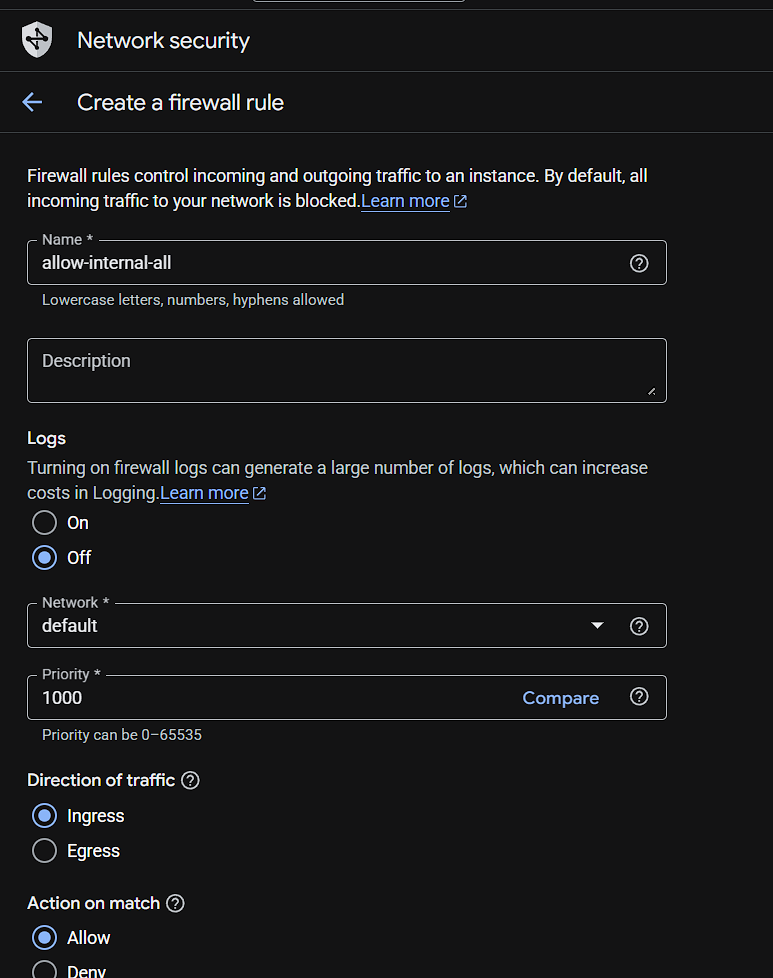 Network security
Create a firewall rule
Firewall rules control incoming and outgoing traffic to an instance. By default, all
incoming traffic to your network is blocked.Learn more
Name *
allow-internal-all
Lowercase letters, numbers, hyphens allowed
Description
Logs
Turning on firewall logs can generate a large number of logs, which can increase
costs in Logging.Learn more
On
Off
Network *
default
Priority *
1000
Compare
Priority can be 0–65535
Direction of traffic
Ingress
Egress
Action on match
Allow
Deny